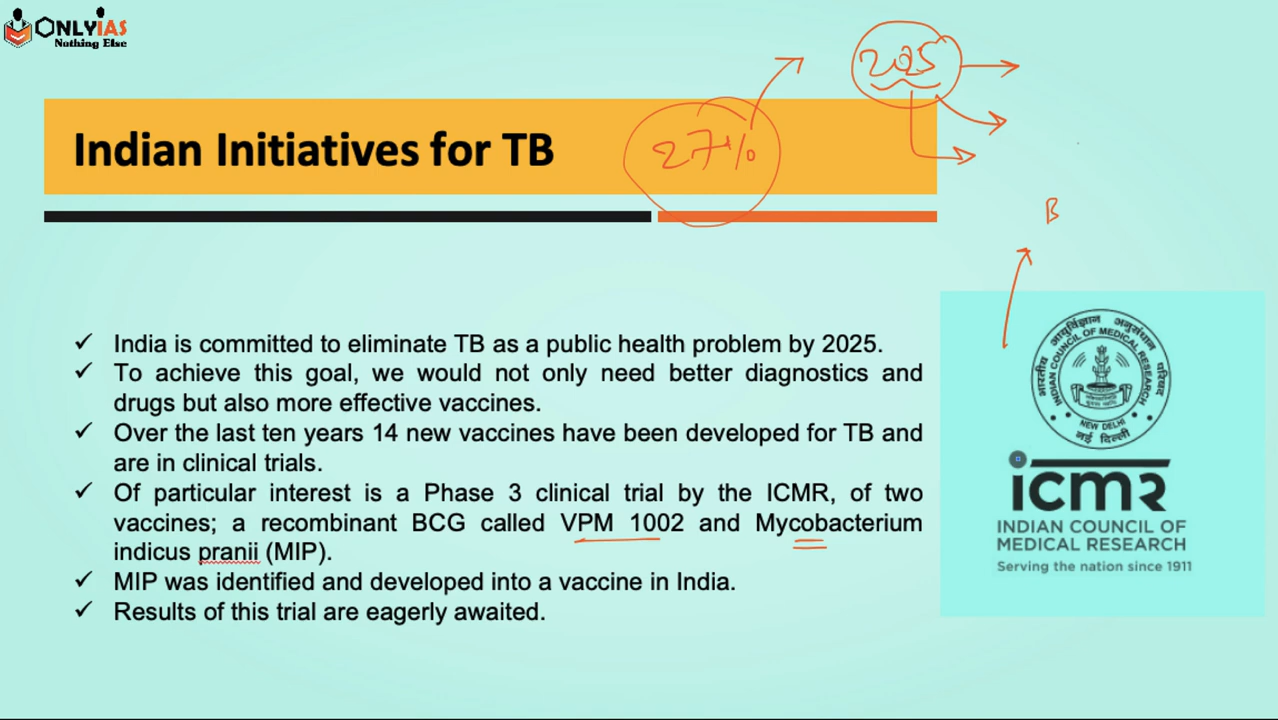 ONLYIAS
Nothing Else
2025
27%
Indian Initiatives for TB
B
✓ India is committed to eliminate TB as a public health problem by 2025.
✓ To achieve this goal, we would not only need better diagnostics and
drugs but also more effective vaccines.
✓ Over the last ten years 14 new vaccines have been developed for TB and
are in clinical trials.
✓ Of particular interest is a Phase 3 clinical trial by the ICMR, of two
vaccines; a recombinant BCG called VPM 1002 and Mycobacterium
indicus pranii (MIP).
✓ MIP was identified and developed into a vaccine in India.
✓ Results of this trial are eagerly awaited.
भारतीय आयुर्विज्ञान अनुसंधान परिषद
INDIAN COUNCIL OF MEDICAL RESEARCH
NEW DELHI
नई दिल्ली
icmr
INDIAN COUNCIL OF
MEDICAL RESEARCH
Serving the nation since 1911